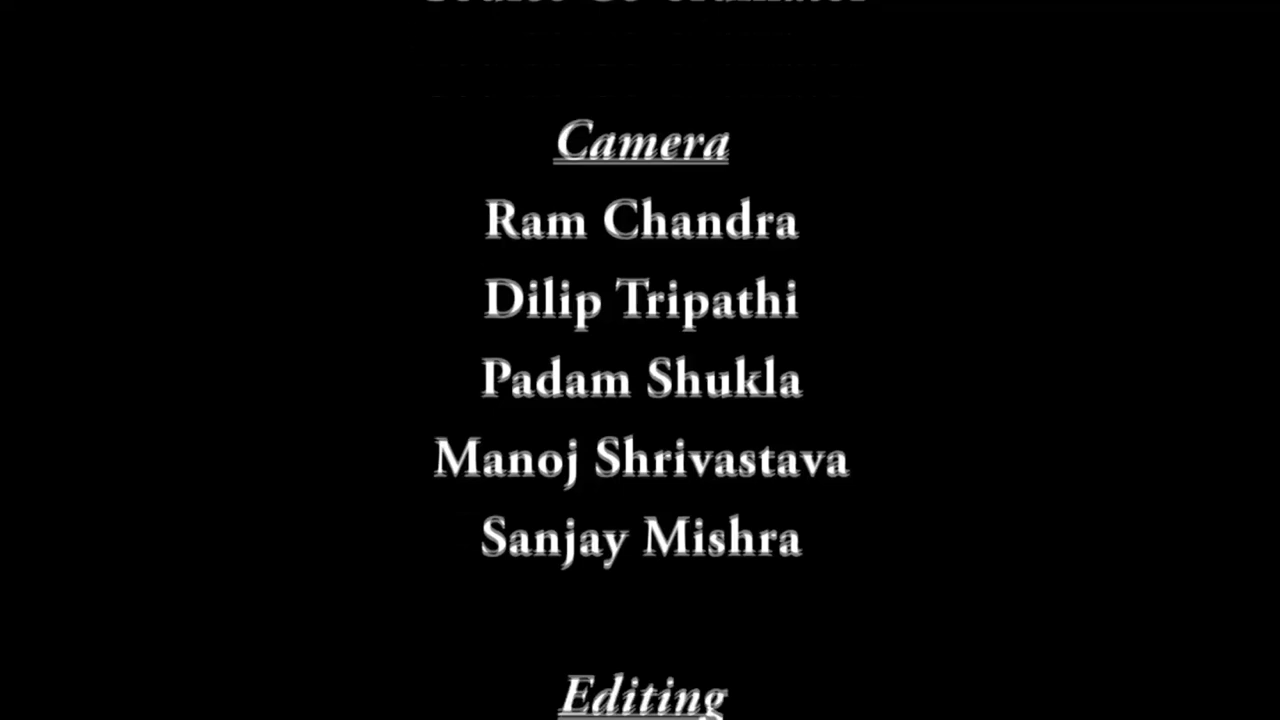 Camera
Ram Chandra
Dilip Tripathi
Padam Shukla
Manoj Shrivastava
Sanjay Mishra
Editing